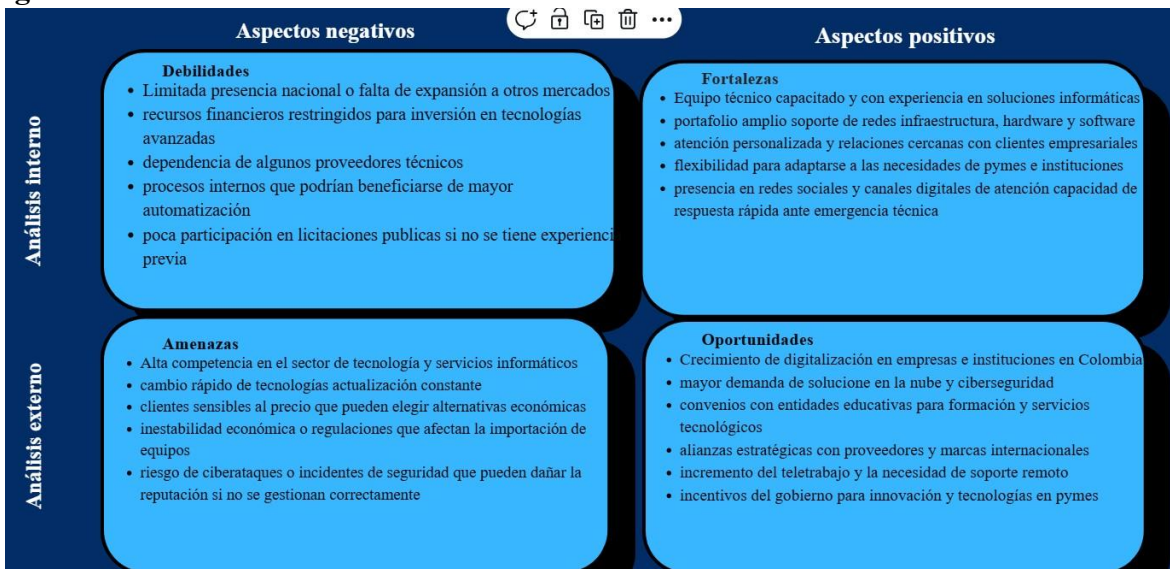 Aspectos negativos
Aspectos positivos
Análisis interno
Debilidades
Limitada presencia nacional o falta de expansión a otros mercados
recursos financieros restringidos para inversión en tecnologías
avanzadas
dependencia de algunos proveedores técnicos
procesos internos que podrían beneficiarse de mayor
automatización
poca participación en licitaciones publicas si no se tiene experienci
previa
Fortalezas
Equipo técnico capacitado y con experiencia en soluciones informáticas
portafolio amplio soporte de redes infraestructura, hardware y software
atención personalizada y relaciones cercanas con clientes empresariales
flexibilidad para adaptarse a las necesidades de pymes e instituciones
presencia en redes sociales y canales digitales de atención capacidad de
respuesta rápida ante emergencia técnica
Análisis externo
Amenazas
Alta competencia en el sector de tecnología y servicios informáticos
cambio rápido de tecnologías actualización constante
clientes sensibles al precio que pueden elegir alternativas económicas
inestabilidad económica o regulaciones que afectan la importación de
equipos
riesgo de ciberataques o incidentes de seguridad que pueden dañar la
reputación si no se gestionan correctamente
Oportunidades
Crecimiento de digitalización en empresas e instituciones en Colombia
mayor demanda de solucione en la nube y ciberseguridad
convenios con entidades educativas para formación y servicios
tecnológicos
alianzas estratégicas con proveedores y marcas internacionales
incremento del teletrabajo y la necesidad de soporte remoto
incentivos del gobierno para innovación y tecnologías en pymes